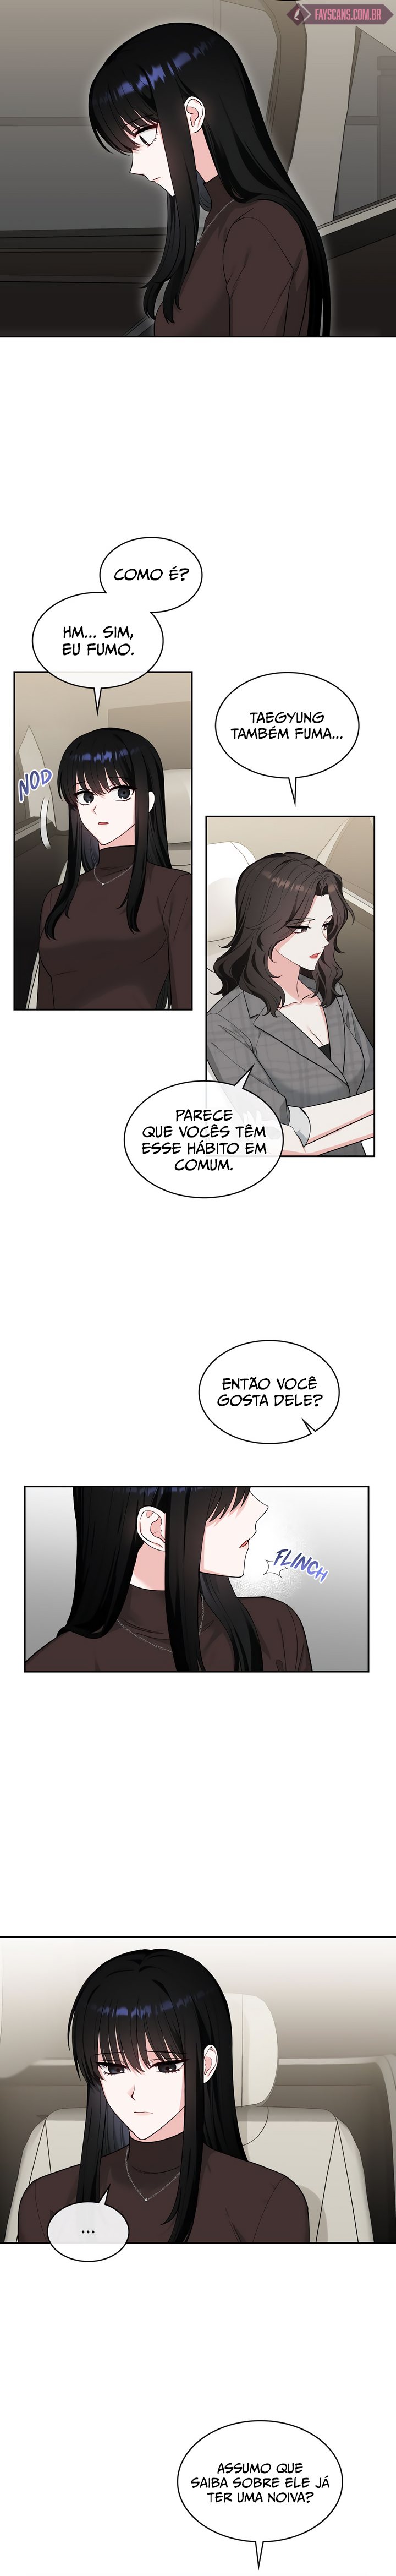 FAYSCANS.COM.BR
COMO É?
HM... SIM,
EU FUMO.
NOD
TAEGYUNG
TAMBÉM FUMA...
PARECE
QUE VOCÊS TÊM
ESSE HÁBITO EM
COMUM.
ENTÃO VOCÊ
GOSTA DELE?
FLINCH
...
ASSUMO QUE
SAIBA SOBRE ELE JÁ
TER UMA NOIVA?